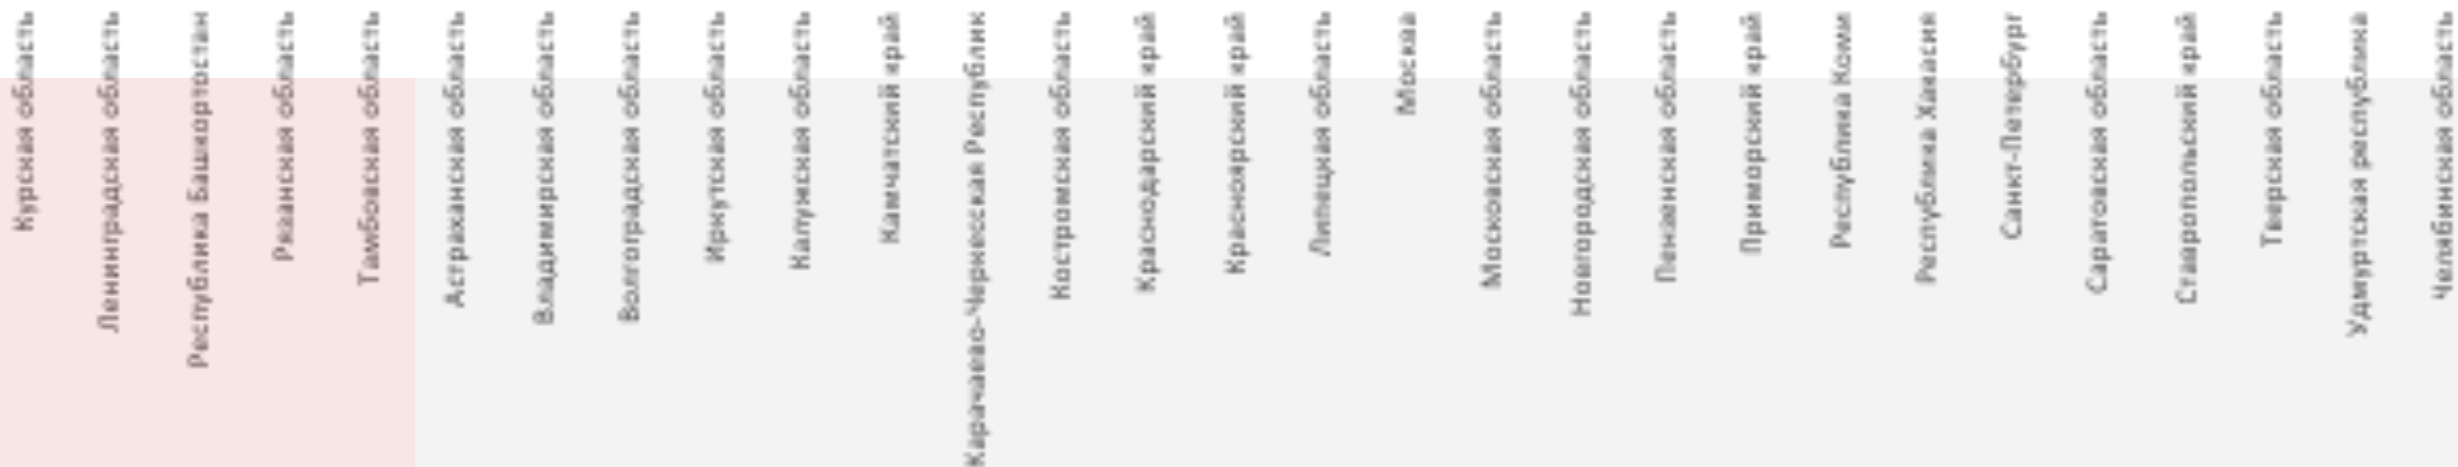 Курская область
Ленинградская область
Республика Башкортостан
Рязанская область
Тамбовская область
Астраханская область
Владимирская область
Волгоградская область
Иркутская область
Калужская область
Камчатский край
Карачаево-Черкесская Республик
Костромская область
Краснодарский край
Красноярский край
Липецкая область
Москва
Московская область
Новгородская область
Пензенская область
Приморский край
Республика Коми
Республика Хакасия
Санкт-Петербург
Саратовская область
Ставропольский край
Тверская область
Удмуртская республика
Челябинская область